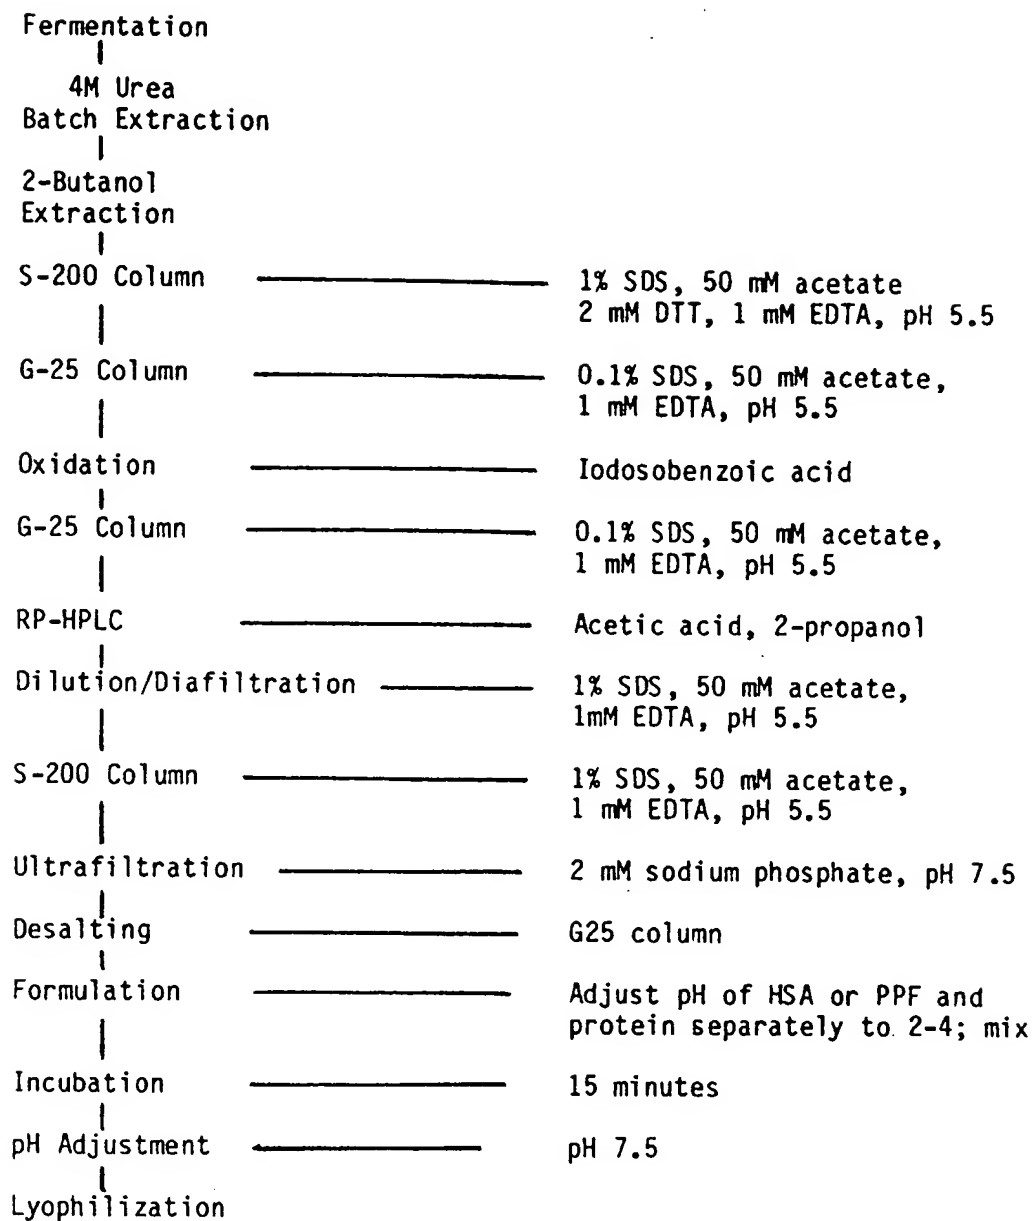 Fermentation
4M Urea
Batch Extraction
2-Butanol
Extraction
S-200 Column
1% SDS, 50 mM acetate
2 mM DTT, 1 mM EDTA, pH 5.5
G-25 Column
0.1% SDS, 50 mM acetate,
1 mM EDTA, pH 5.5
Oxidation
Iodosobenzoic acid
G-25 Column
0.1% SDS, 50 mM acetate,
1 mM EDTA, pH 5.5
RP-HPLC
Acetic acid, 2-propanol
Dilution/Diafiltration
1% SDS, 50 mM acetate,
1mM EDTA, pH 5.5
S-200 Column
1% SDS, 50 mM acetate,
1 mM EDTA, pH 5.5
Ultrafiltration
2 mM sodium phosphate, pH 7.5
Desalting
G25 column
Formulation
Adjust pH of HSA or PPF and
protein separately to 2-4; mix
Incubation
15 minutes
pH Adjustment
pH 7.5
Lyophilization